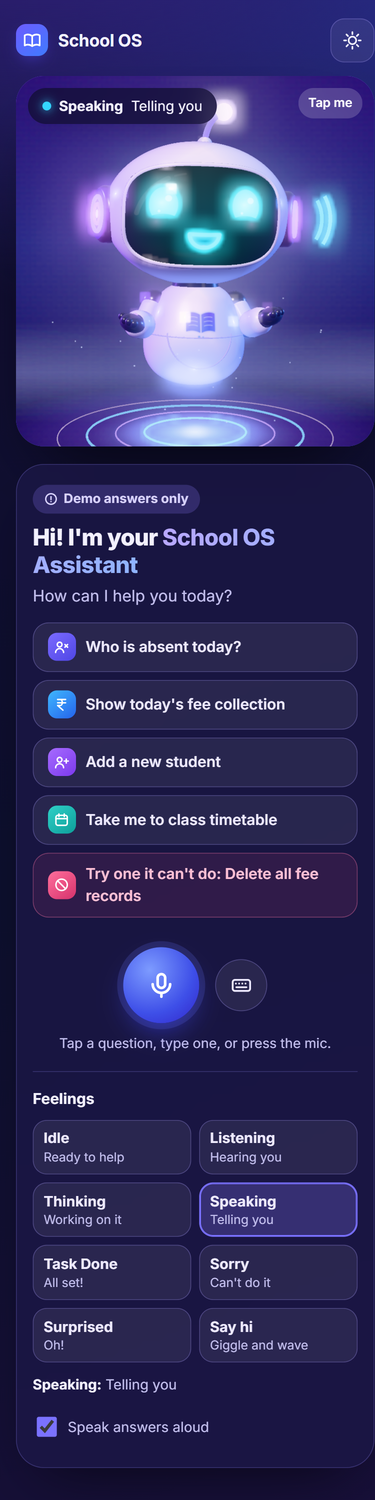 School OS
Speaking Telling you
Tap me
Demo answers only
Hi! I'm your School OS
Assistant
How can I help you today?
Who is absent today?
Show today's fee collection
Add a new student
Take me to class timetable
Try one it can't do: Delete all fee
records
Tap a question, type one, or press the mic.
Feelings
Idle
Ready to help
Listening
Hearing you
Thinking
Working on it
Speaking
Telling you
Task Done
All set!
Sorry
Can't do it
Surprised
Oh!
Say hi
Giggle and wave
Speaking: Telling you
Speak answers aloud